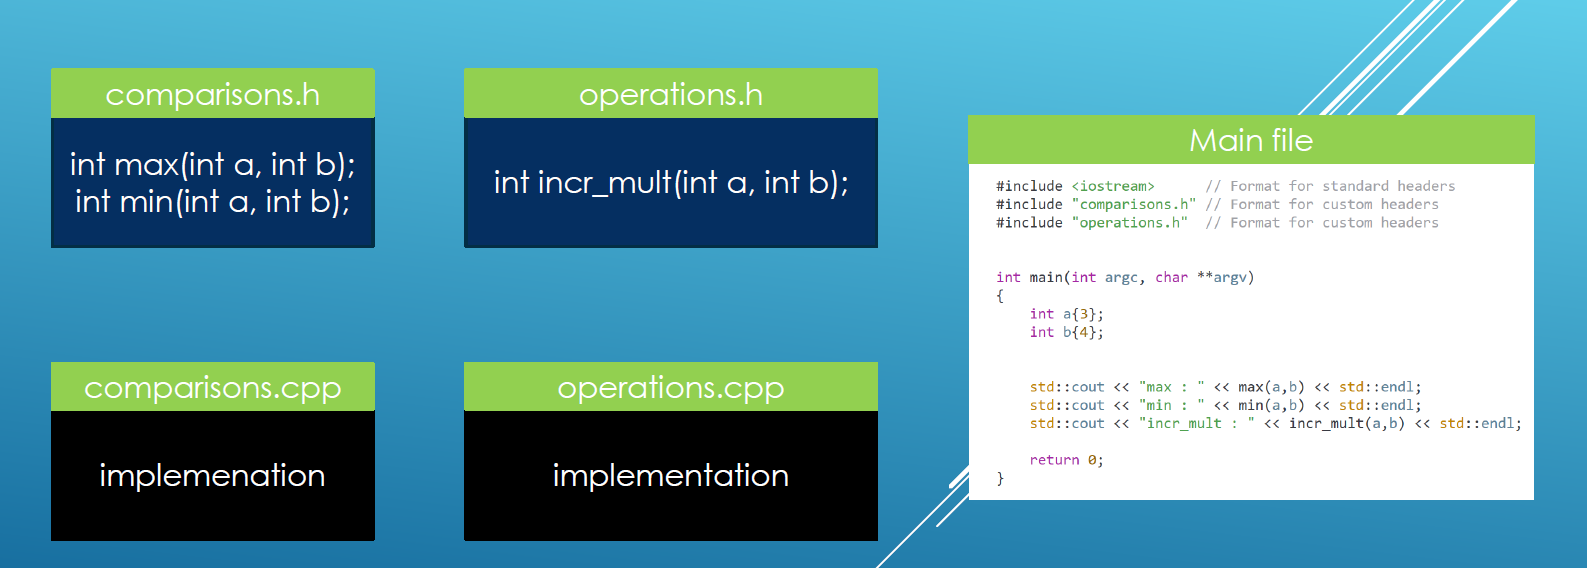 comparisons.h
int max(int a, int b);
int min(int a, int b);
operations.h
int incr_mult(int a, int b);
comparisons.cpp
implemenation
operations.cpp
implementation
Main file
#include <iostream>      // Format for standard headers
#include "comparisons.h" // Format for custom headers
#include "operations.h"  // Format for custom headers
int main(int argc, char **argv)
{
    int a{3};
    int b{4};
    std::cout << "max : " << max(a,b) << std::endl;
    std::cout << "min : " << min(a,b) << std::endl;
    std::cout << "incr_mult : " << incr_mult(a,b) << std::endl;
    return 0;
}